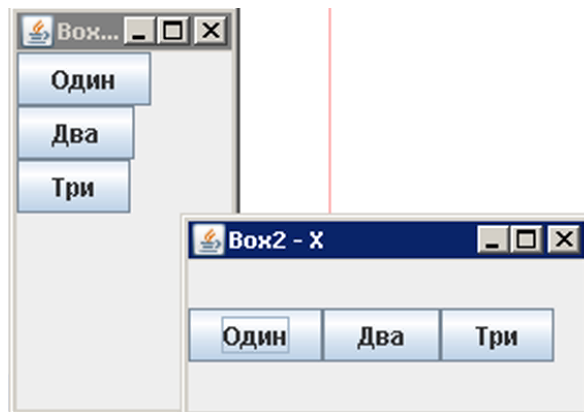 Box...
Один
Два
Три
Box2 - X
Один Два Три